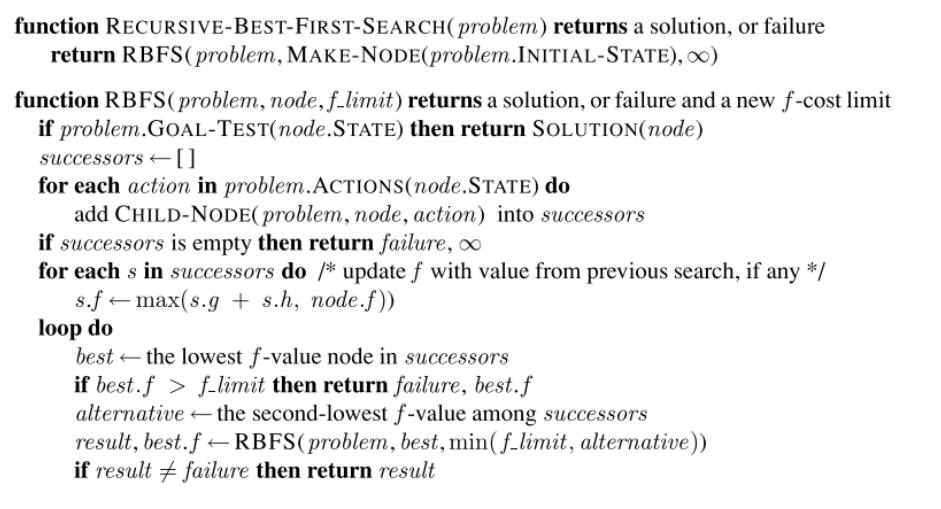 function RECURSIVE-BEST-FIRST-SEARCH(problem) returns a solution, or failure
return RBFS(problem, MAKE-NODE(problem.INITIAL-STATE), ∞)
function RBFS(problem, node, f_limit) returns a solution, or failure and a new f-cost limit
if problem.GOAL-TEST(node.STATE) then return SOLUTION(node)
successors ← [ ]
for each action in problem.ACTIONS(node.STATE) do
add CHILD-NODE(problem, node, action) into successors
if successors is empty then return failure, ∞
for each s in successors do /* update f with value from previous search, if any */
s.f ← max(s.g + s.h, node.f))
loop do
best ← the lowest f-value node in successors
if best.f > f_limit then return failure, best.f
alternative ← the second-lowest f-value among successors
result, best.f ← RBFS(problem, best, min(f_limit, alternative))
if result ≠ failure then return result